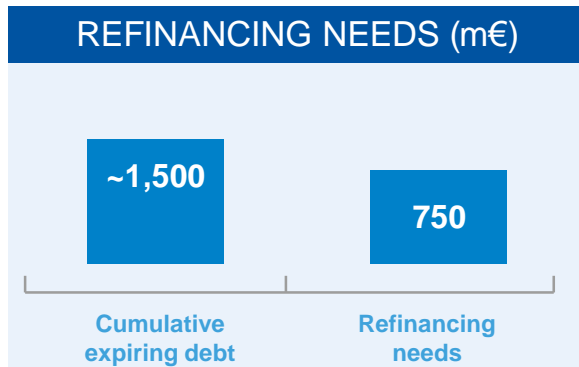 REFINANCING NEEDS (m€)
~1,500
750
Cumulative
expiring debt
Refinancing
needs